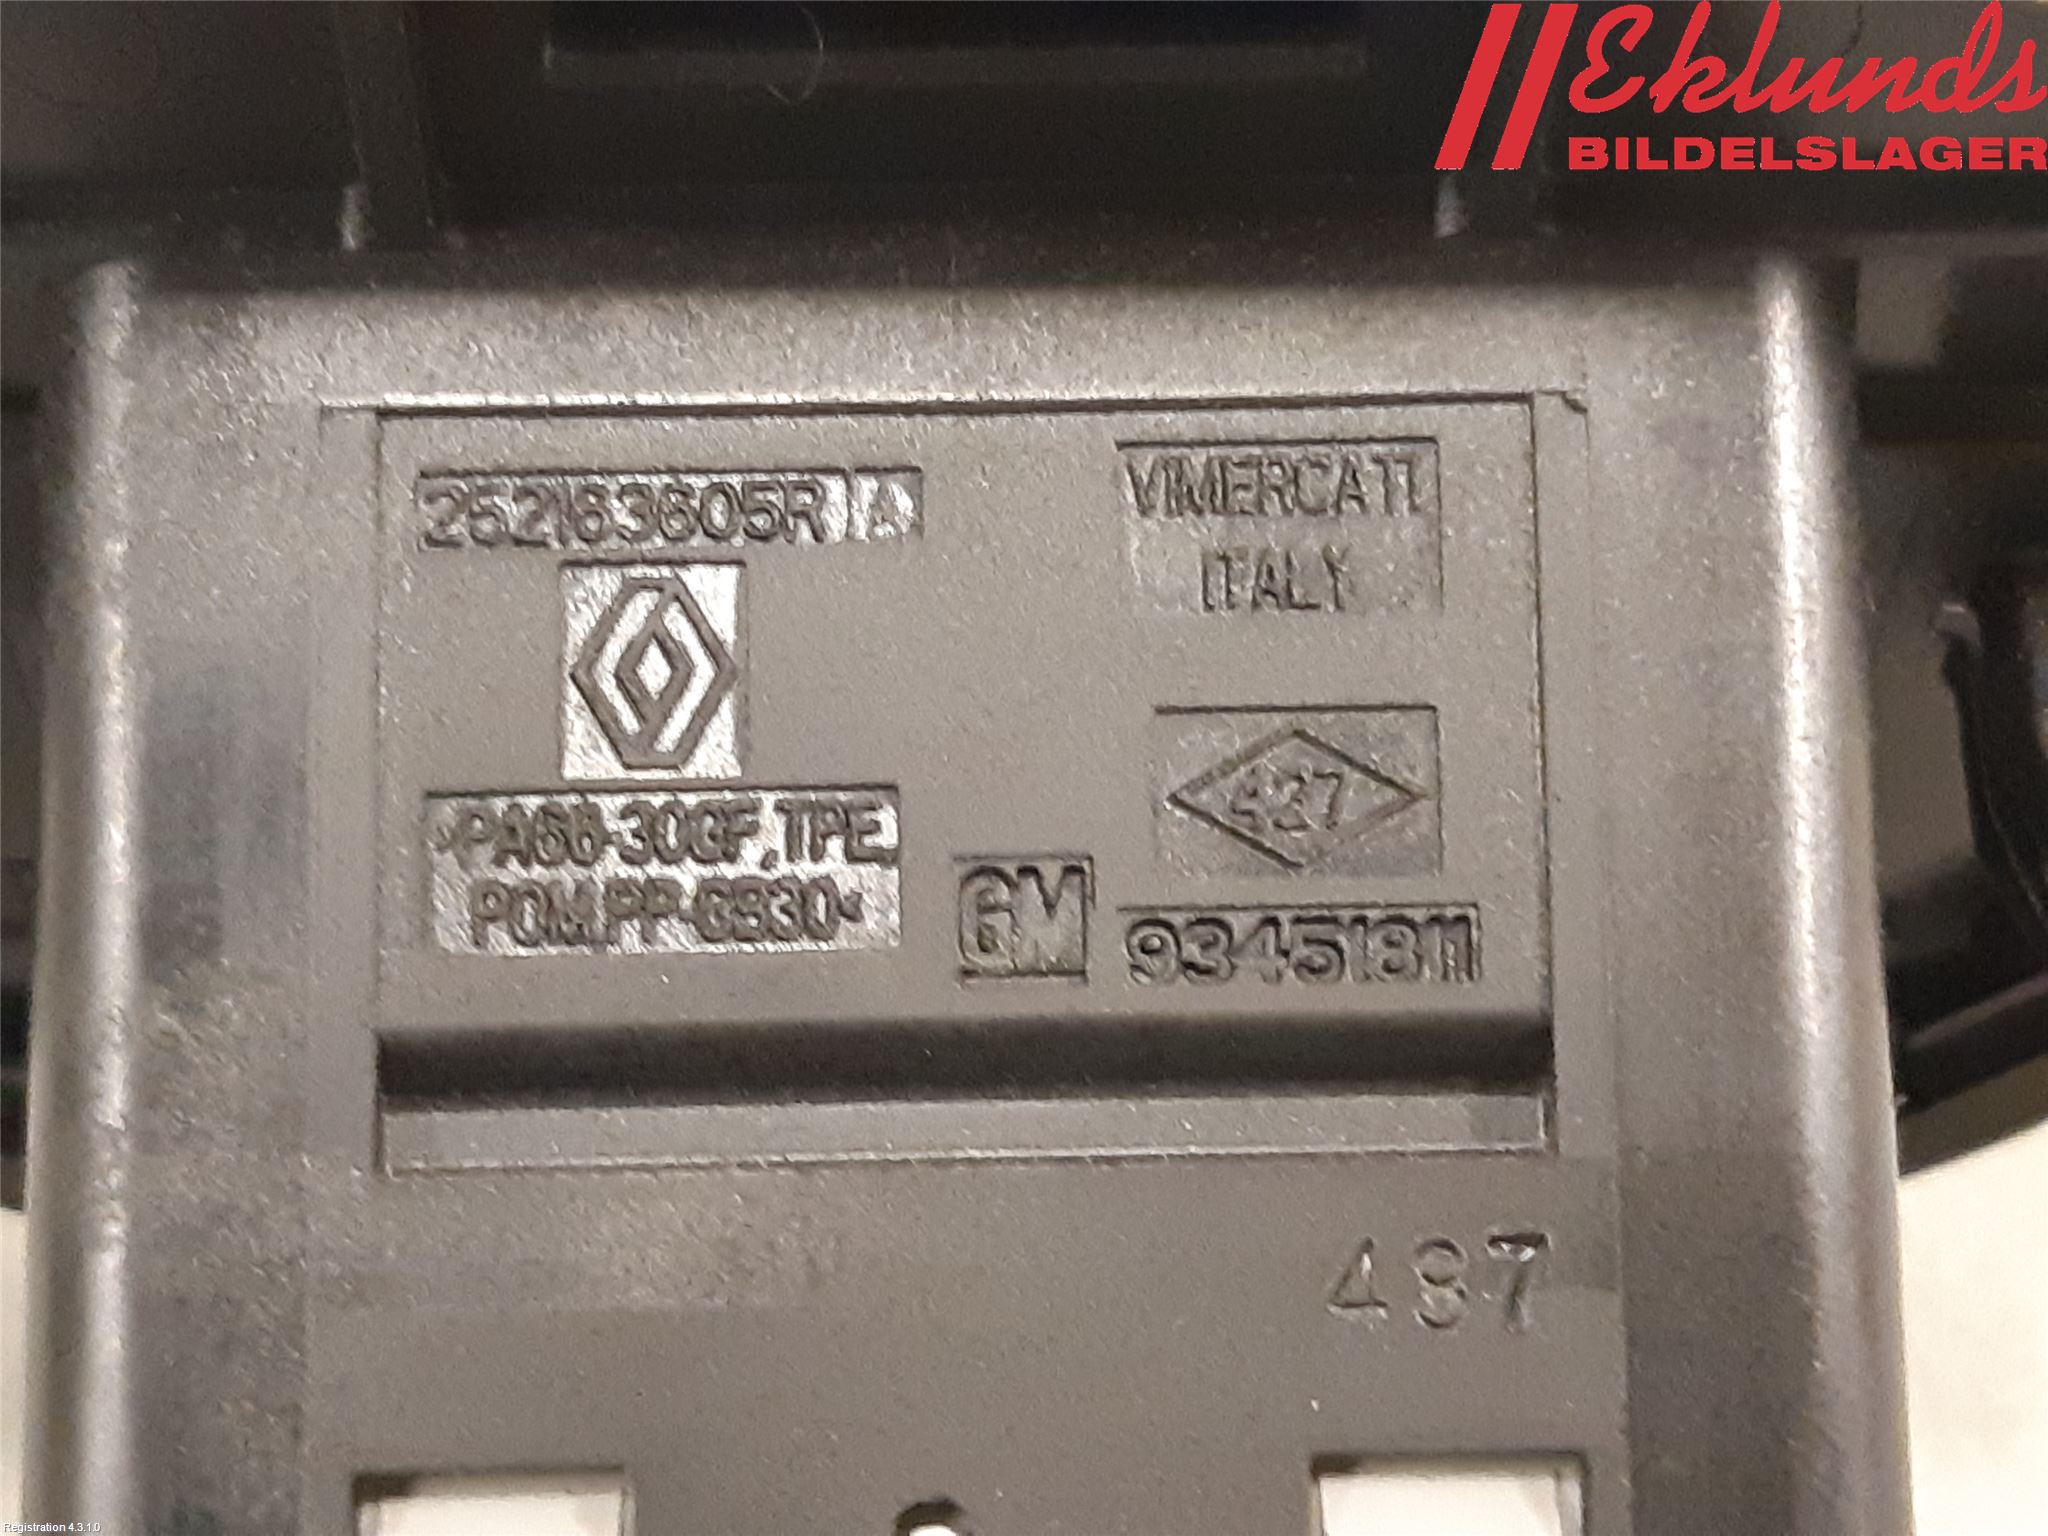 Eklunds
BILDELSLAGER
252183605R A
VIMERCATI
ITALY
>PA66-30GF,TPE,
POM,PP-GB30<
437
GM
93451811
437
Registration 4.3.1.0